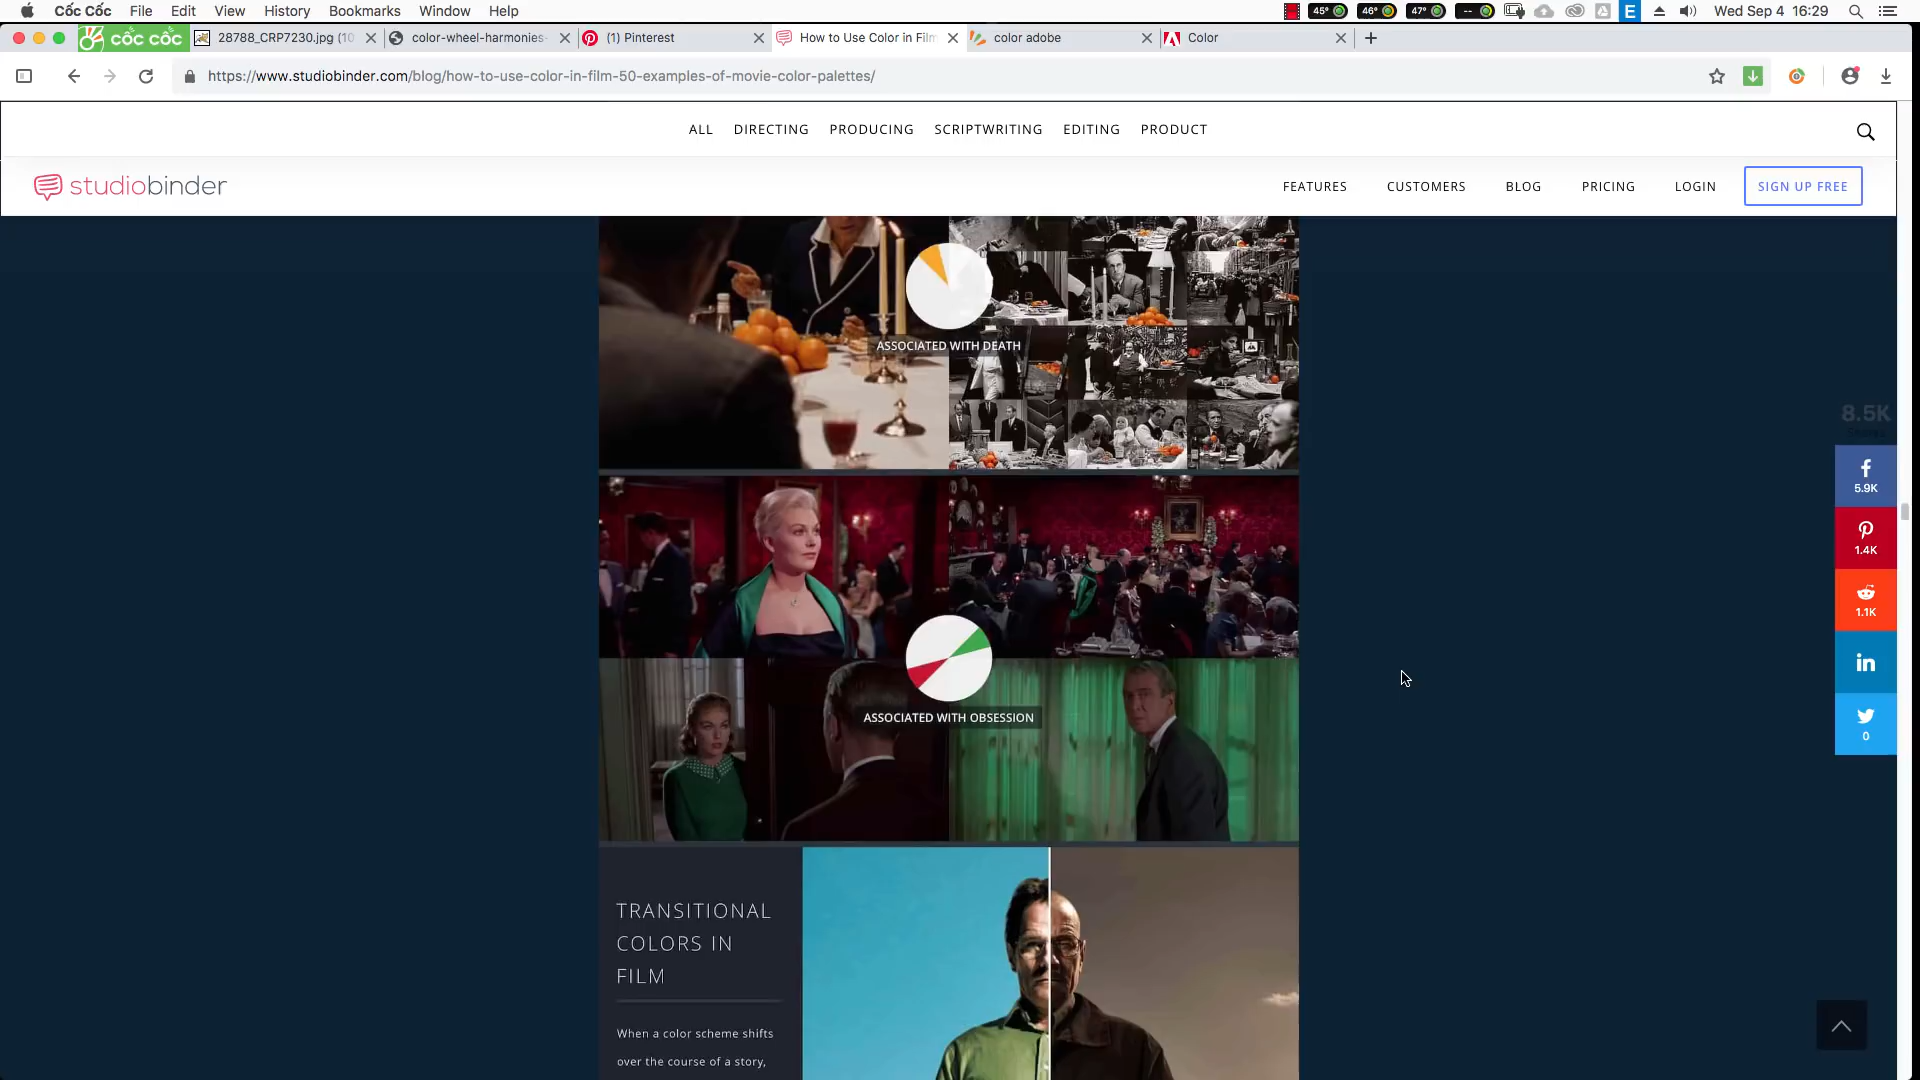 Cốc Cốc File Edit View History Bookmarks Window Help 45° 46° 47° -- E Wed Sep 4 16:29
cốc cốc 28788_CRP7230.jpg (10 color-wheel-harmonies- (1) Pinterest How to Use Color in Film color adobe Color
https://www.studiobinder.com/blog/how-to-use-color-in-film-50-examples-of-movie-color-palettes/
ALL DIRECTING PRODUCING SCRIPTWRITING EDITING PRODUCT
studiobinder FEATURES CUSTOMERS BLOG PRICING LOGIN SIGN UP FREE
ASSOCIATED WITH DEATH
8.5K
5.9K
1.4K
1.1K
0
ASSOCIATED WITH OBSESSION
TRANSITIONAL
COLORS IN
FILM
When a color scheme shifts
over the course of a story,